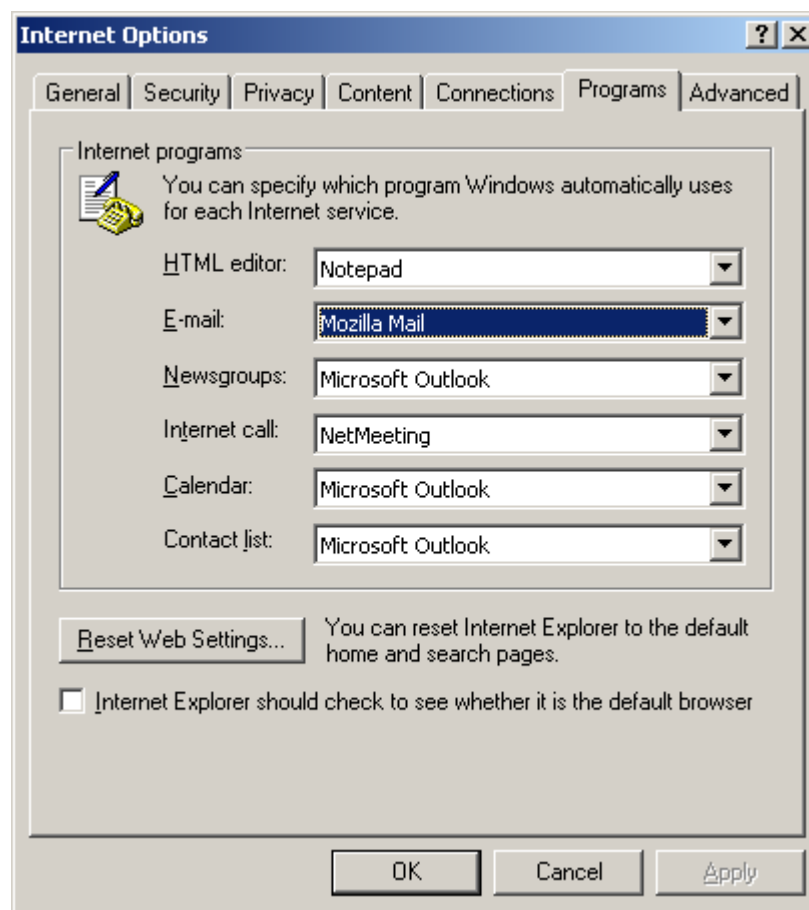 Internet Options
General Security Privacy Content Connections Programs Advanced
Internet programs
You can specify which program Windows automatically uses
for each Internet service.
HTML editor: Notepad
E-mail: Mozilla Mail
Newsgroups: Microsoft Outlook
Internet call: NetMeeting
Calendar: Microsoft Outlook
Contact list: Microsoft Outlook
Reset Web Settings...
You can reset Internet Explorer to the default
home and search pages.
Internet Explorer should check to see whether it is the default browser
OK Cancel Apply